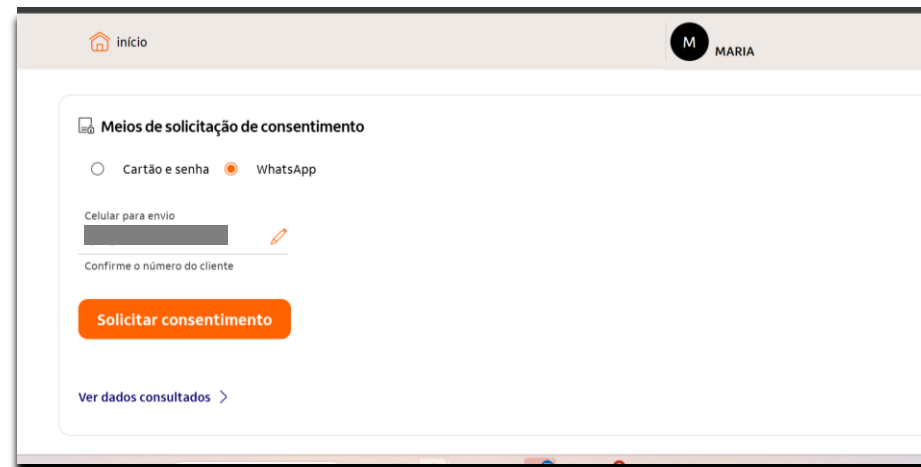 início
M MARIA
Meios de solicitação de consentimento
Cartão e senha WhatsApp
Celular para envio
Confirme o número do cliente
Solicitar consentimento
Ver dados consultados